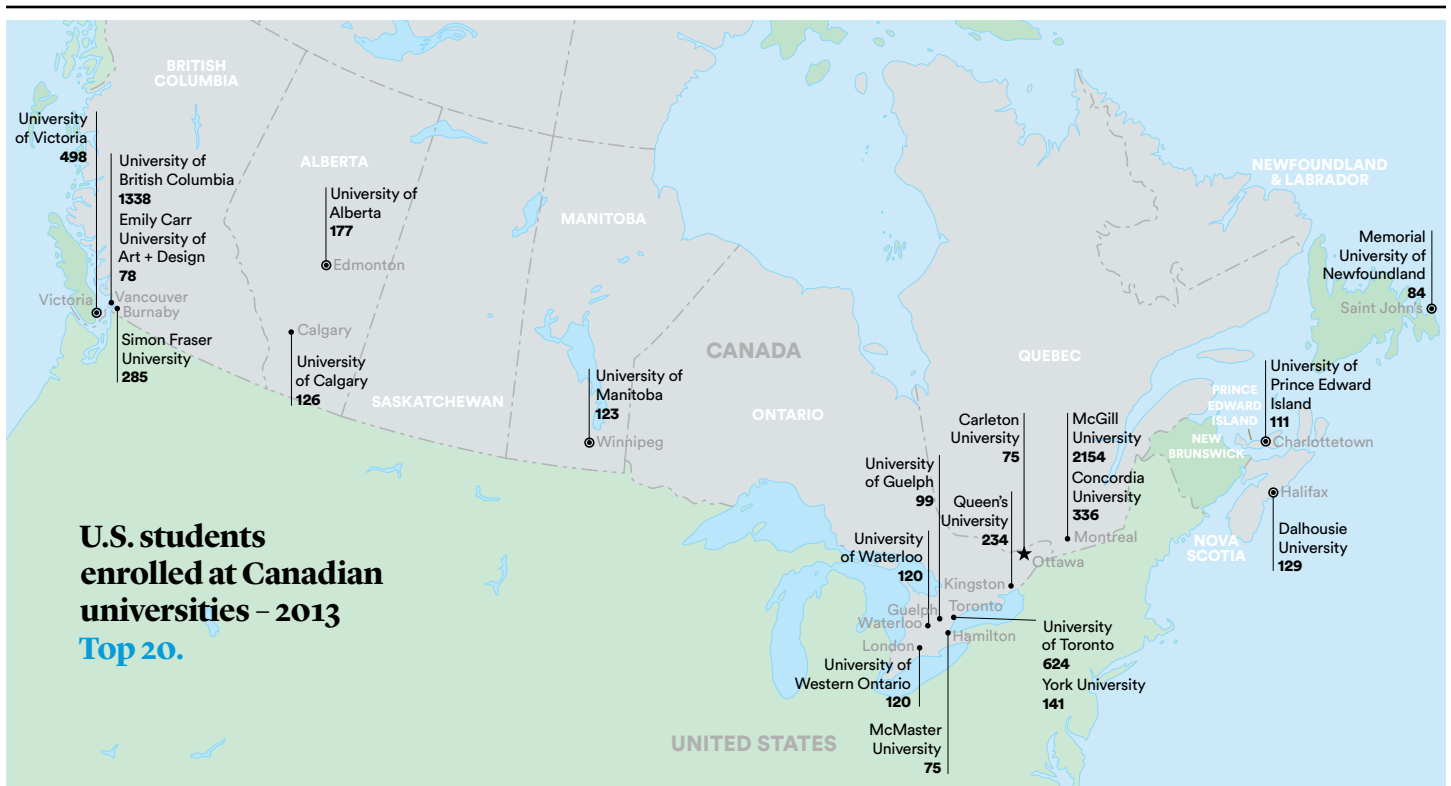 BRITISH
COLUMBIA
University
of Victoria
498
University of
British Columbia
1338
Emily Carr
University of
Art + Design
78
Victoria
Vancouver
Burnaby
Simon Fraser
University
285
ALBERTA
University of
Alberta
177
Edmonton
Calgary
University
of Calgary
126
SASKATCHEWAN
MANITOBA
University of
Manitoba
123
Winnipeg
CANADA
ONTARIO
QUEBEC
NEWFOUNDLAND
& LABRADOR
Memorial
University of
Newfoundland
84
Saint John's
University of
Prince Edward
Island
111
Charlottetown
PRINCE
EDWARD
ISLAND
NEW
BRUNSWICK
Halifax
Dalhousie
University
129
NOVA
SCOTIA
Carleton
University
75
McGill
University
2154
Concordia
University
336
Montreal
Ottawa
University
of Guelph
99
Queen's
University
234
Kingston
University
of Waterloo
120
Guelph
Waterloo
Toronto
Hamilton
London
University of
Western Ontario
120
McMaster
University
75
University
of Toronto
624
York University
141
UNITED STATES
U.S. students
enrolled at Canadian
universities – 2013
Top 20.